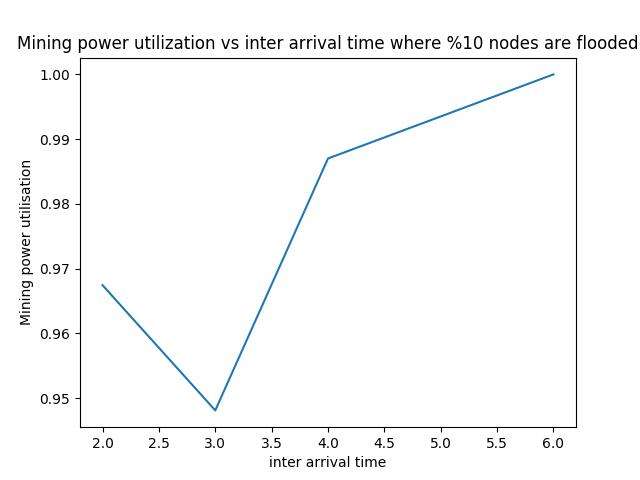 Mining power utilization vs inter arrival time where %10 nodes are flooded
1.00
0.99
0.98
0.97
0.96
0.95
Mining power utilisation
2.0 2.5 3.0 3.5 4.0 4.5 5.0 5.5 6.0
inter arrival time